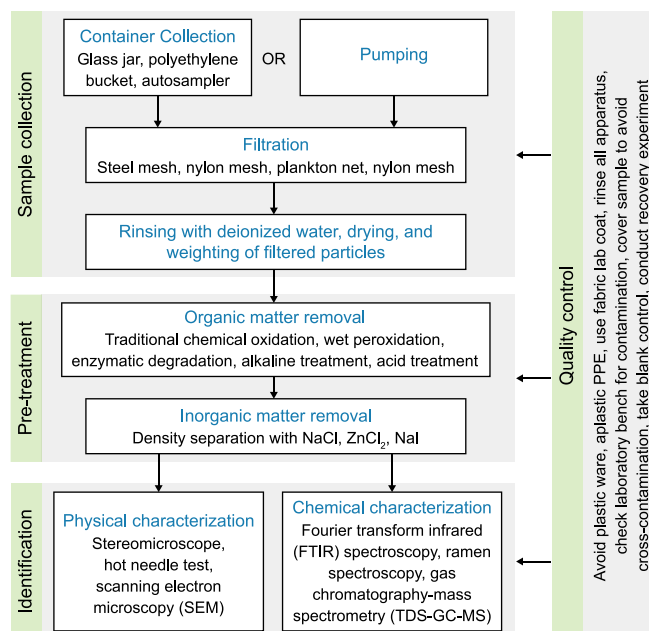 Sample collection
Container Collection
Glass jar, polyethylene
bucket, autosampler
OR
Pumping
Filtration
Steel mesh, nylon mesh, plankton net, nylon mesh
Rinsing with deionized water, drying, and
weighting of filtered particles
Pre-treatment
Organic matter removal
Traditional chemical oxidation, wet peroxidation,
enzymatic degradation, alkaline treatment, acid treatment
Inorganic matter removal
Density separation with NaCl, ZnCl₂, NaI
Identification
Physical characterization
Stereomicroscope,
hot needle test,
scanning electron
microscopy (SEM)
Chemical characterization
Fourier transform infrared
(FTIR) spectroscopy, ramen
spectroscopy, gas
chromatography-mass
spectrometry (TDS-GC-MS)
Quality control
Avoid plastic ware, aplastic PPE, use fabric lab coat, rinse all apparatus,
check laboratory bench for contamination, cover sample to avoid
cross-contamination, take blank control, conduct recovery experiment